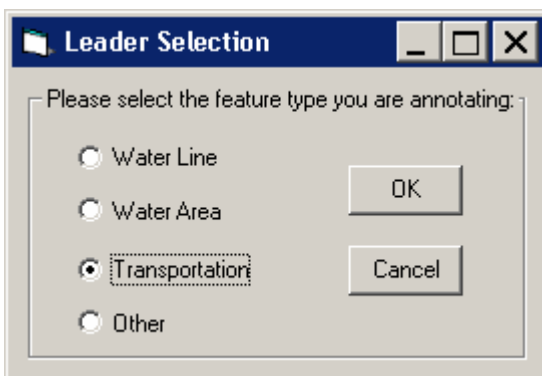 Leader Selection
Please select the feature type you are annotating:
Water Line
Water Area
Transportation
Other
OK
Cancel